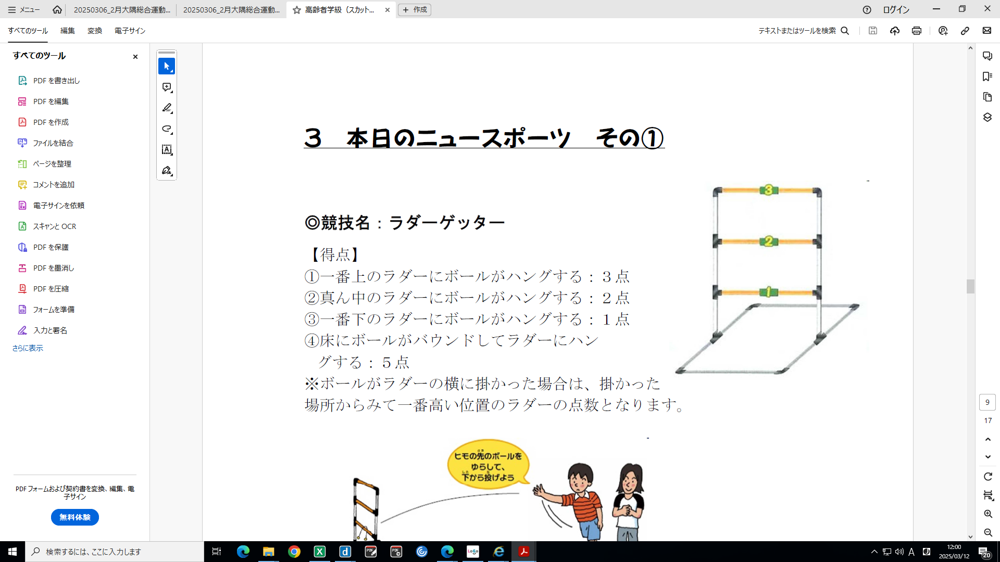 メニュー
20250306_2月大隅総合運動...
20250306_2月大隅総合運動...
高齢者学級（スカット...
作成
ログイン
すべてのツール
編集
変換
電子サイン
テキストまたはツールを検索
すべてのツール
PDF を書き出し
PDF を編集
PDF を作成
ファイルを結合
ページを整理
コメントを追加
電子サインを依頼
スキャンと OCR
PDF を保護
PDF を墨消し
PDF を圧縮
フォームを準備
入力と署名
さらに表示
PDF フォームおよび契約書を変換、編集、電
子サイン
無料体験
３　本日のニュースポーツ　その①
◎競技名：ラダーゲッター
【得点】
①一番上のラダーにボールがハングする：３点
②真ん中のラダーにボールがハングする：２点
③一番下のラダーにボールがハングする：１点
④床にボールがバウンドしてラダーにハン
グする：５点
※ボールがラダーの横に掛かった場合は、掛かった
場所からみて一番高い位置のラダーの点数となります。
3
2
1
ヒモの先のボールを
ゆらして、
下から投げよう
9
17
検索するには、ここに入力します
LoGo
A
12:00
2025/03/12
20